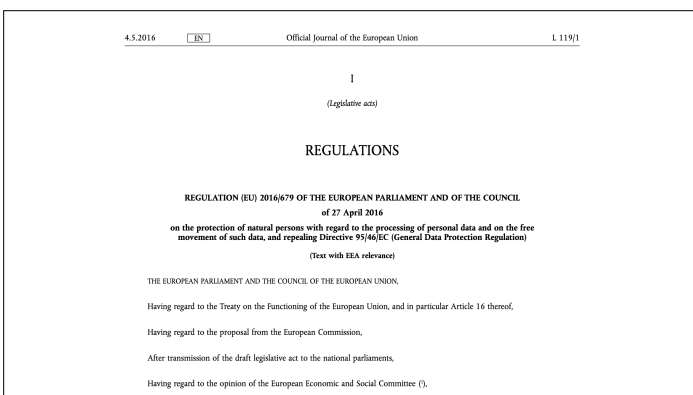 4.5.2016 EN Official Journal of the European Union L 119/1
I
(Legislative acts)
REGULATIONS
REGULATION (EU) 2016/679 OF THE EUROPEAN PARLIAMENT AND OF THE COUNCIL
of 27 April 2016
on the protection of natural persons with regard to the processing of personal data and on the free
movement of such data, and repealing Directive 95/46/EC (General Data Protection Regulation)
(Text with EEA relevance)
THE EUROPEAN PARLIAMENT AND THE COUNCIL OF THE EUROPEAN UNION,
Having regard to the Treaty on the Functioning of the European Union, and in particular Article 16 thereof,
Having regard to the proposal from the European Commission,
After transmission of the draft legislative act to the national parliaments,
Having regard to the opinion of the European Economic and Social Committee (¹),